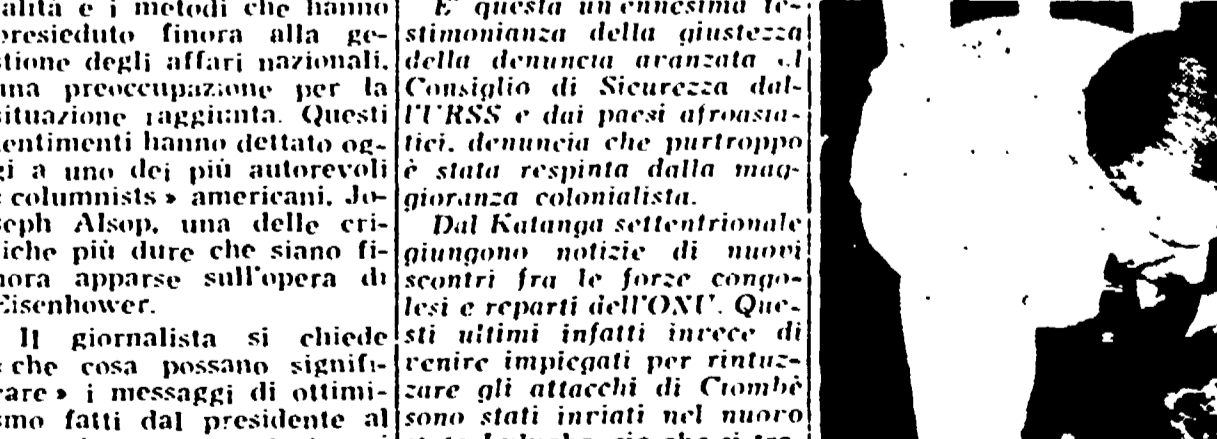 alità e i metodi che hanno
presieduto finora alla ge-
stione degli affari nazionali,
una preoccupazione per la
situazione raggiunta. Questi
sentimenti hanno dettato og-
gi a uno dei più autorevoli
« columnists » americani, Jo-
seph Alsop, una delle cri-
tiche più dure che siano fi-
nora apparse sull'opera di
Eisenhower.
Il giornalista si chiede
« che cosa possano signifi-
care » i messaggi di ottimi-
smo fatti dal presidente al
E' questa un'ennesima te-
stimonianza della giustezza
della denuncia avanzata al
Consiglio di Sicurezza dal-
l'URSS e dai paesi afroasia-
tici, denuncia che purtroppo
è stata respinta dalla mag-
gioranza colonialista.
Dal Katanga settentrionale
giungono notizie di nuovi
scontri fra le forze congo-
lesi e reparti dell'ONU. Que-
sti ultimi infatti invece di
venire impiegati per rintuz-
zare gli attacchi di Ciombè
sono stati inviati nel nuovo